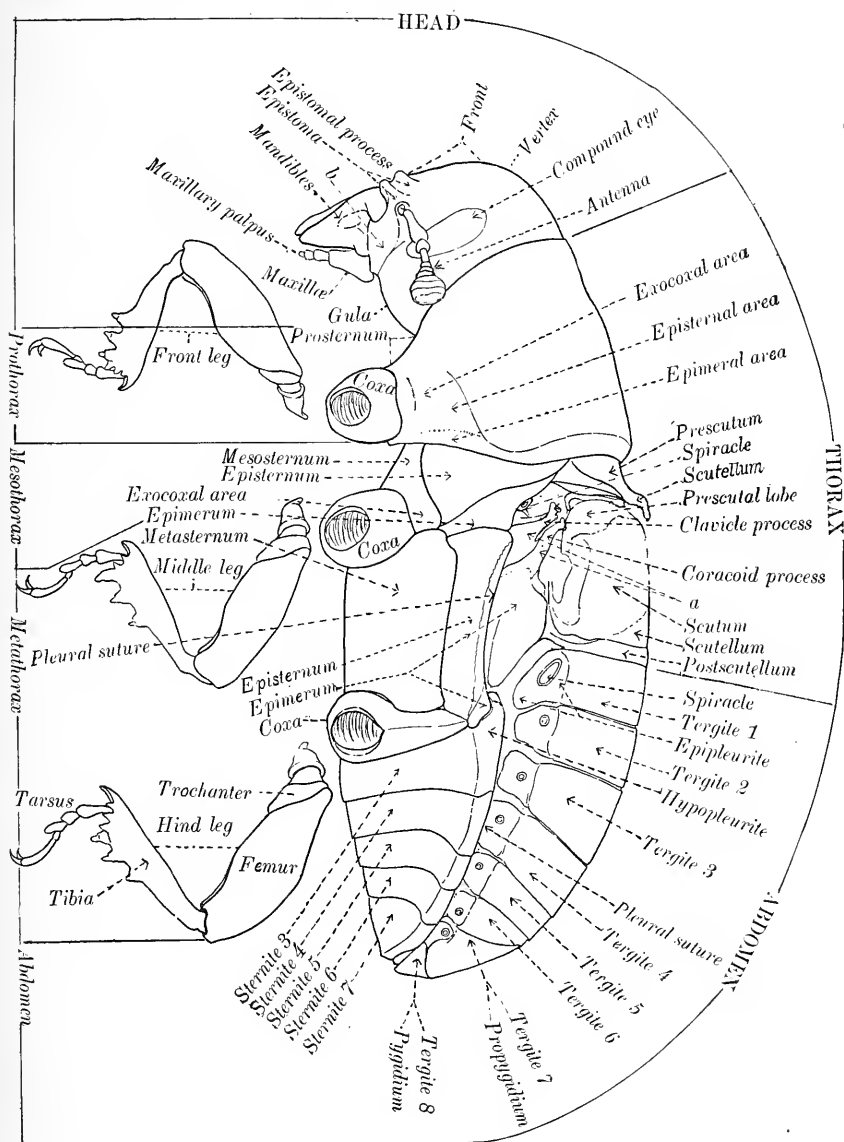 HEAD
Epistomal process
Epistoma
Mandibles
b
Maxillary palpus
Front
Vertex
Compound eye
Antenna
Maxillæ
Gula
Prosternum
Exocoxal area
Episternal area
Epimeral area
Front leg
Coxa
Prothorax
Prescutum
Spiracle
Scutellum
Prescutal lobe
Clavicle process
Coracoid process
a
Scutum
Scutellum
Postscutellum
THORAX
Mesosternum
Episternum
Exocoxal area
Epimerum
Metasternum
Coxa
Mesothorax
Middle leg
Pleural suture
Metathorax
Episternum
Epimerum
Coxa
Spiracle
Tergite 1
Epipleurite
Tergite 2
Hypopleurite
Tergite 3
Pleural suture
Tergite 4
Tergite 5
Tergite 6
Tergite 7
Propygidium
Tergite 8
Pygidium
ABDOMEN
Tarsus
Trochanter
Hind leg
Femur
Tibia
Abdomen
Sternite 3
Sternite 4
Sternite 5
Sternite 6
Sternite 7